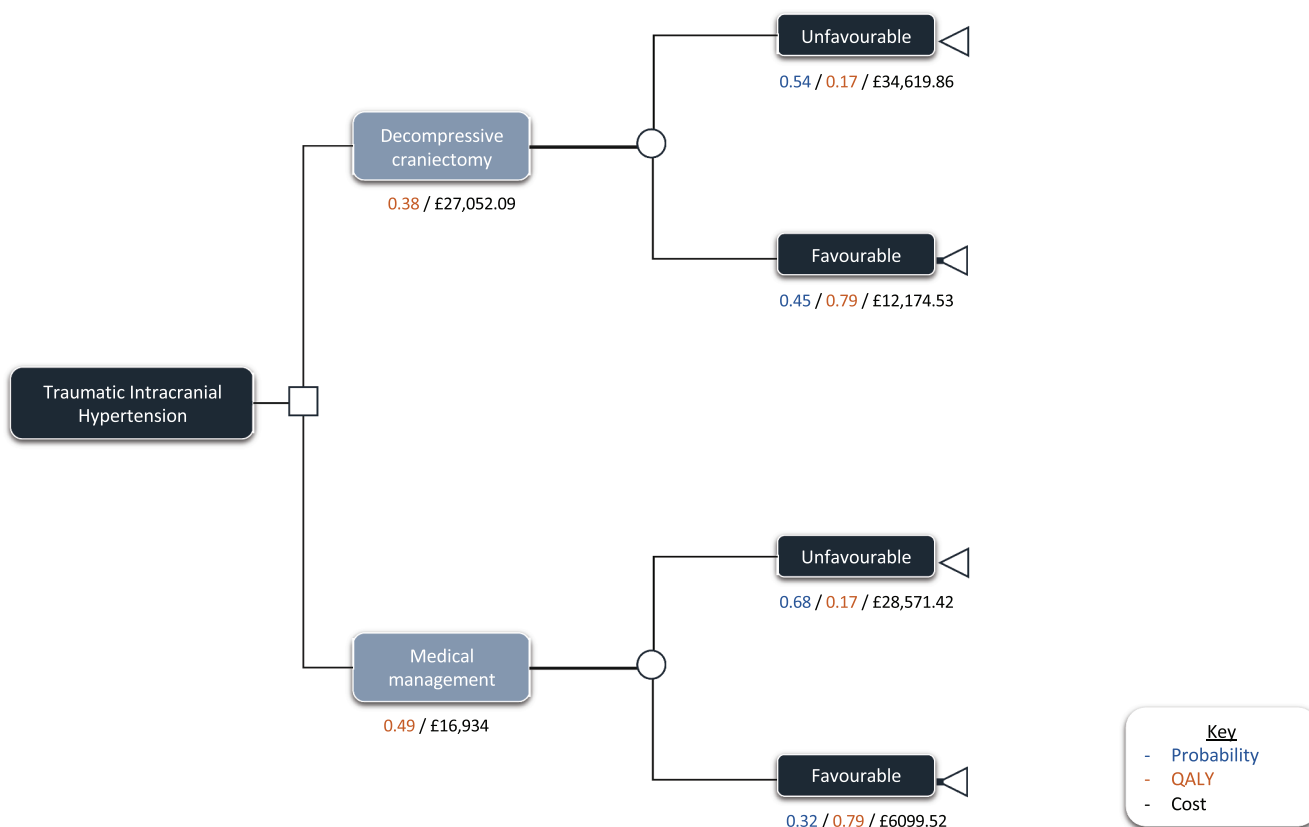 Unfavourable
0.54 / 0.17 / £34,619.86
Decompressive
craniectomy
0.38 / £27,052.09
Favourable
0.45 / 0.79 / £12,174.53
Traumatic Intracranial
Hypertension
Unfavourable
0.68 / 0.17 / £28,571.42
Medical
management
0.49 / £16,934
Favourable
0.32 / 0.79 / £6099.52
Key
- Probability
- QALY
- Cost